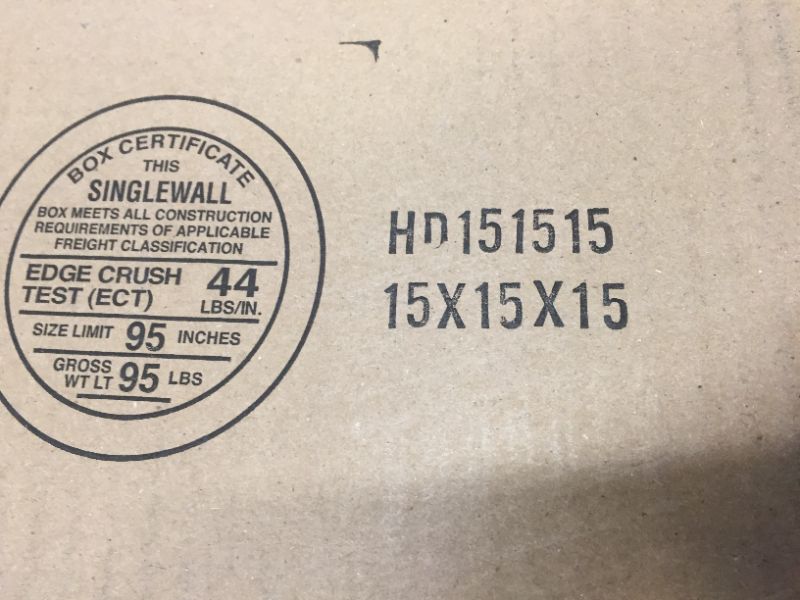 BOX CERTIFICATE
THIS
SINGLEWALL
BOX MEETS ALL CONSTRUCTION
REQUIREMENTS OF APPLICABLE
FREIGHT CLASSIFICATION
EDGE CRUSH
TEST (ECT) 44
LBS/IN.
SIZE LIMIT 95 INCHES
GROSS
WT LT 95 LBS
HD151515
15X15X15